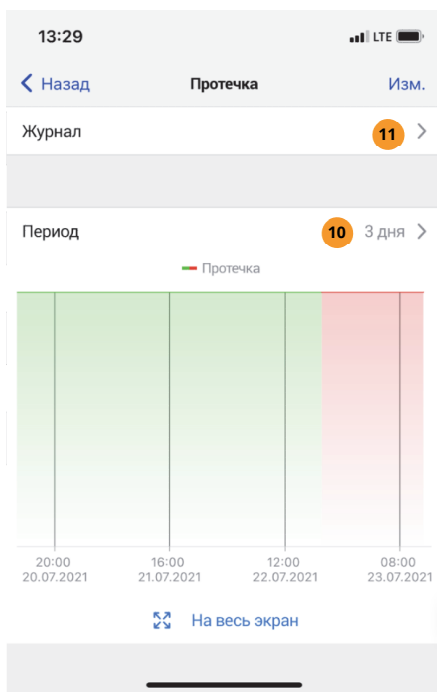 13:29 LTE
Назад Протечка Изм.
Журнал 11
Период 10 3 дня
Протечка
20:00 16:00 12:00 08:00
20.07.2021 21.07.2021 22.07.2021 23.07.2021
На весь экран